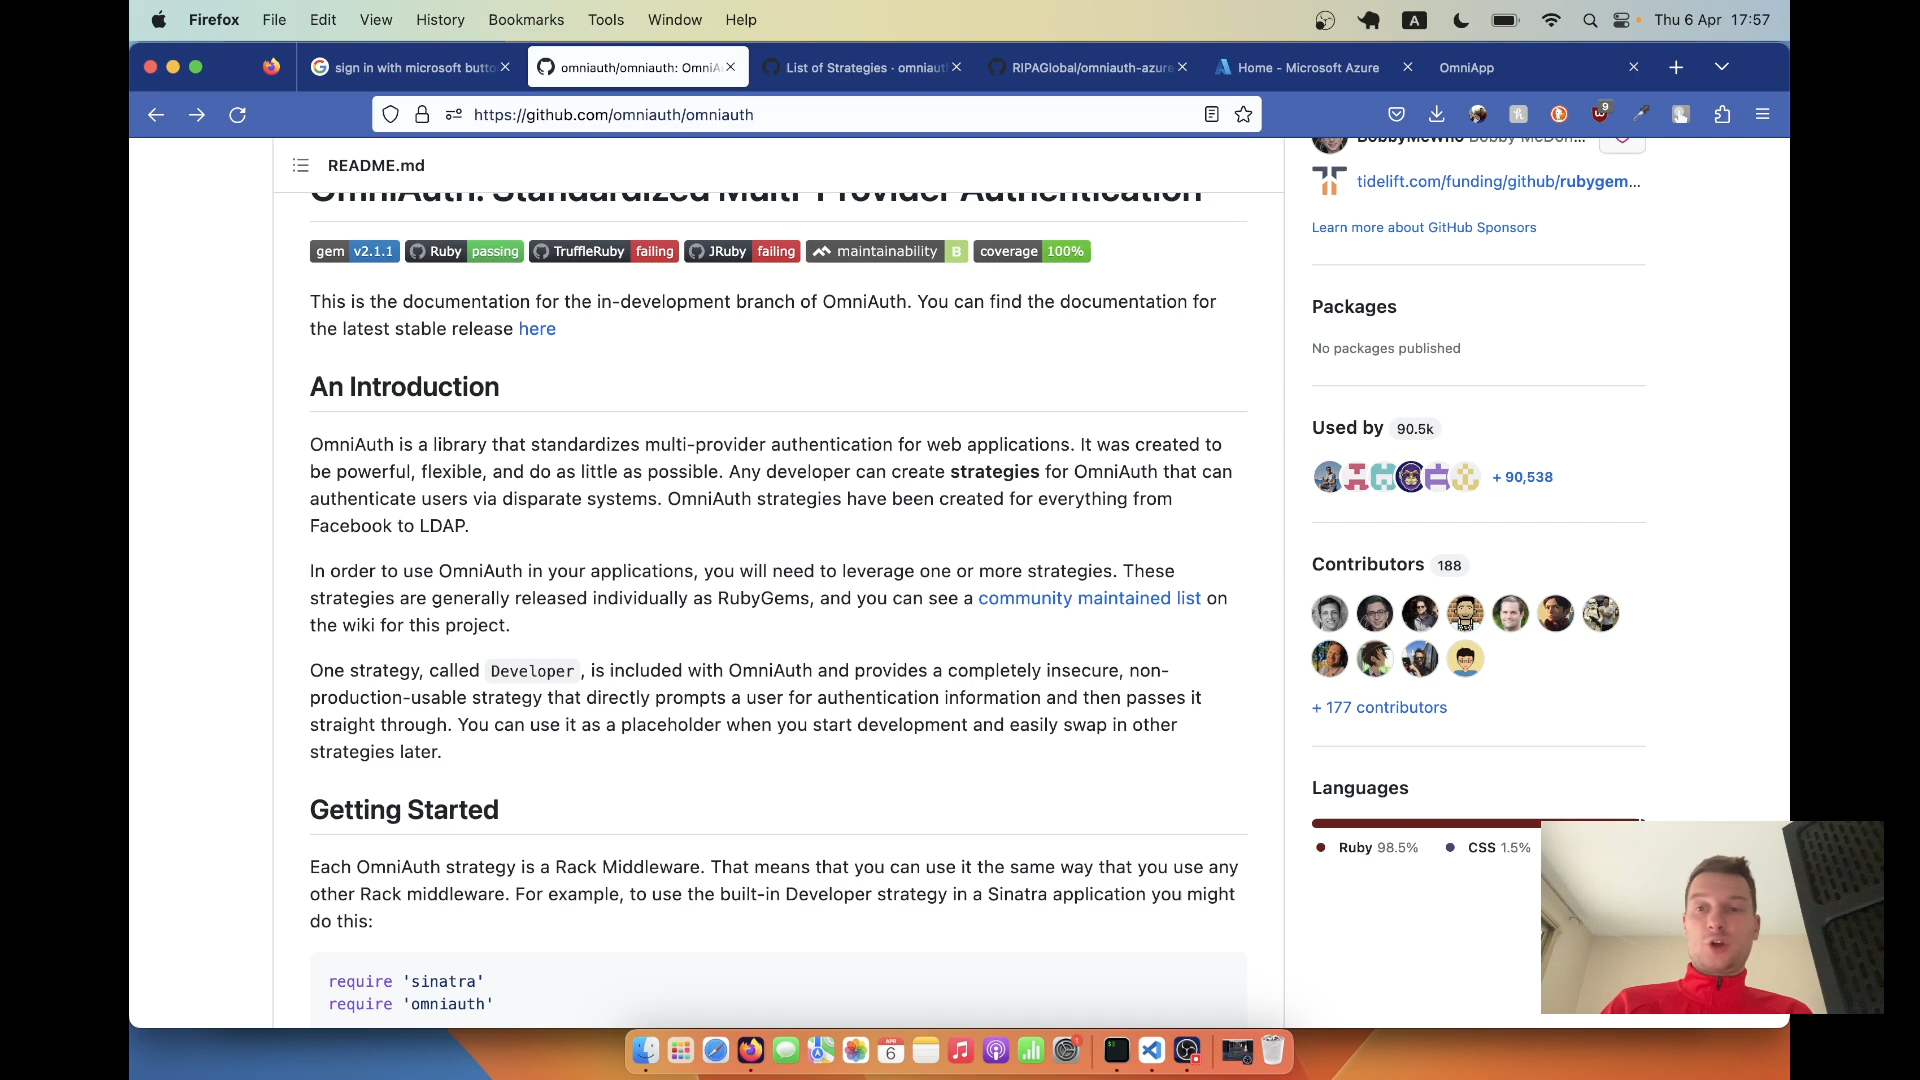 Firefox File Edit View History Bookmarks Tools Window Help
A
Thu 6 Apr 17:57
sign in with microsoft butto
omniauth/omniauth: OmniA
List of Strategies · omniaut
RIPAGlobal/omniauth-azure
Home - Microsoft Azure
OmniApp
https://github.com/omniauth/omniauth
9
README.md
OmniAuth: Standardized Multi-Provider Authentication
gem v2.1.1 Ruby passing TruffleRuby failing JRuby failing maintainability B coverage 100%
This is the documentation for the in-development branch of OmniAuth. You can find the documentation for
the latest stable release here
An Introduction
OmniAuth is a library that standardizes multi-provider authentication for web applications. It was created to
be powerful, flexible, and do as little as possible. Any developer can create strategies for OmniAuth that can
authenticate users via disparate systems. OmniAuth strategies have been created for everything from
Facebook to LDAP.
In order to use OmniAuth in your applications, you will need to leverage one or more strategies. These
strategies are generally released individually as RubyGems, and you can see a community maintained list on
the wiki for this project.
One strategy, called Developer, is included with OmniAuth and provides a completely insecure, non-
production-usable strategy that directly prompts a user for authentication information and then passes it
straight through. You can use it as a placeholder when you start development and easily swap in other
strategies later.
Getting Started
Each OmniAuth strategy is a Rack Middleware. That means that you can use it the same way that you use any
other Rack middleware. For example, to use the built-in Developer strategy in a Sinatra application you might
do this:
require 'sinatra'
require 'omniauth'
BobbyMcWho Bobby McDon...
tidelift.com/funding/github/rubygem...
Learn more about GitHub Sponsors
Packages
No packages published
Used by 90.5k
+ 90,538
Contributors 188
+ 177 contributors
Languages
Ruby 98.5% CSS 1.5%
APR
6
1